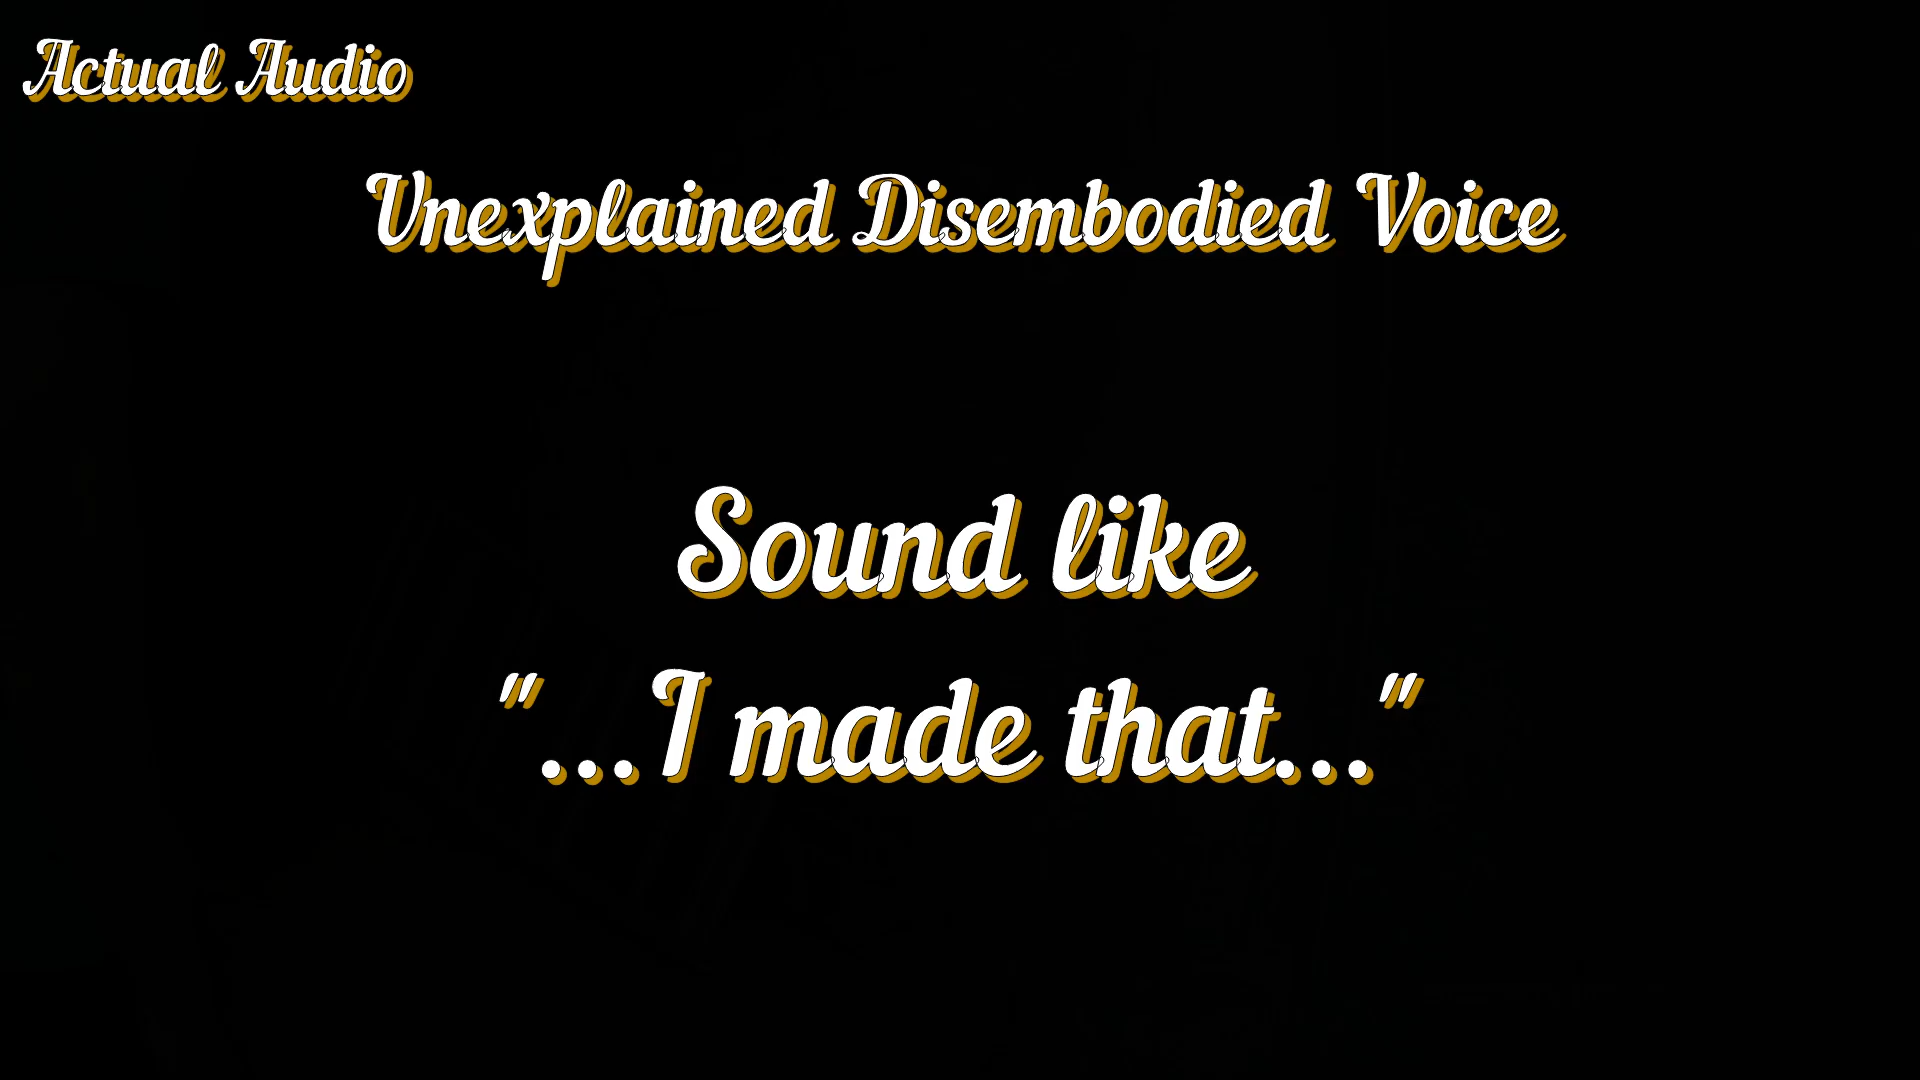 Actual Audio
Unexplained Disembodied Voice
Sound like
"...I made that..."